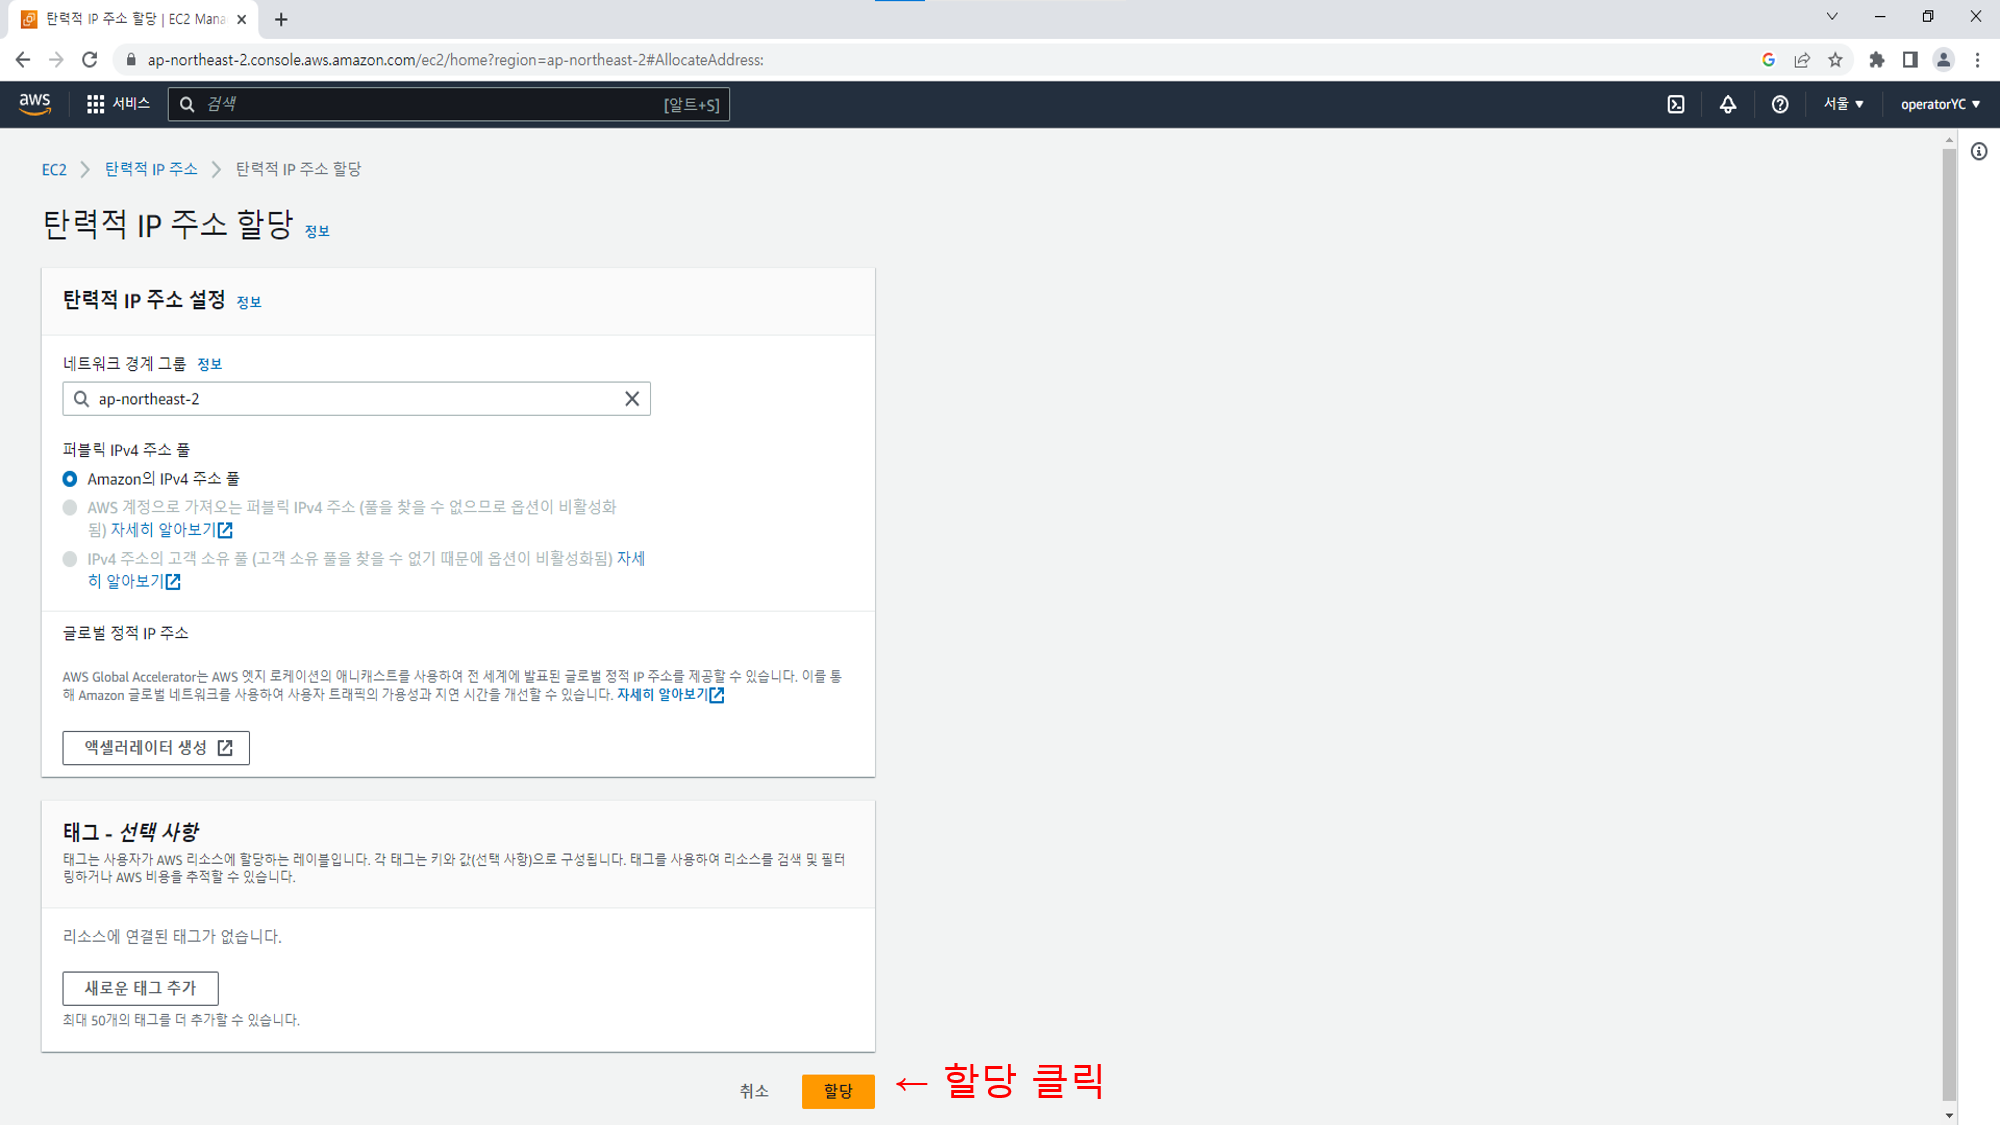 탄력적 IP 주소 할당 | EC2 Mana
ap-northeast-2.console.aws.amazon.com/ec2/home?region=ap-northeast-2#AllocateAddress:
aws 서비스 검색 [알트+S] 서울 ▼ operatorYC ▼
EC2 > 탄력적 IP 주소 > 탄력적 IP 주소 할당
탄력적 IP 주소 할당 정보
탄력적 IP 주소 설정 정보
네트워크 경계 그룹 정보
ap-northeast-2
퍼블릭 IPv4 주소 풀
Amazon의 IPv4 주소 풀
AWS 계정으로 가져오는 퍼블릭 IPv4 주소 (풀을 찾을 수 없으므로 옵션이 비활성화
됨) 자세히 알아보기
IPv4 주소의 고객 소유 풀 (고객 소유 풀을 찾을 수 없기 때문에 옵션이 비활성화됨) 자세
히 알아보기
글로벌 정적 IP 주소
AWS Global Accelerator는 AWS 엣지 로케이션의 애니캐스트를 사용하여 전 세계에 발표된 글로벌 정적 IP 주소를 제공할 수 있습니다. 이를 통
해 Amazon 글로벌 네트워크를 사용하여 사용자 트래픽의 가용성과 지연 시간을 개선할 수 있습니다. 자세히 알아보기
액셀러레이터 생성
태그 - 선택 사항
태그는 사용자가 AWS 리소스에 할당하는 레이블입니다. 각 태그는 키와 값(선택 사항)으로 구성됩니다. 태그를 사용하여 리소스를 검색 및 필터
링하거나 AWS 비용을 추적할 수 있습니다.
리소스에 연결된 태그가 없습니다.
새로운 태그 추가
최대 50개의 태그를 더 추가할 수 있습니다.
취소 할당 ← 할당 클릭